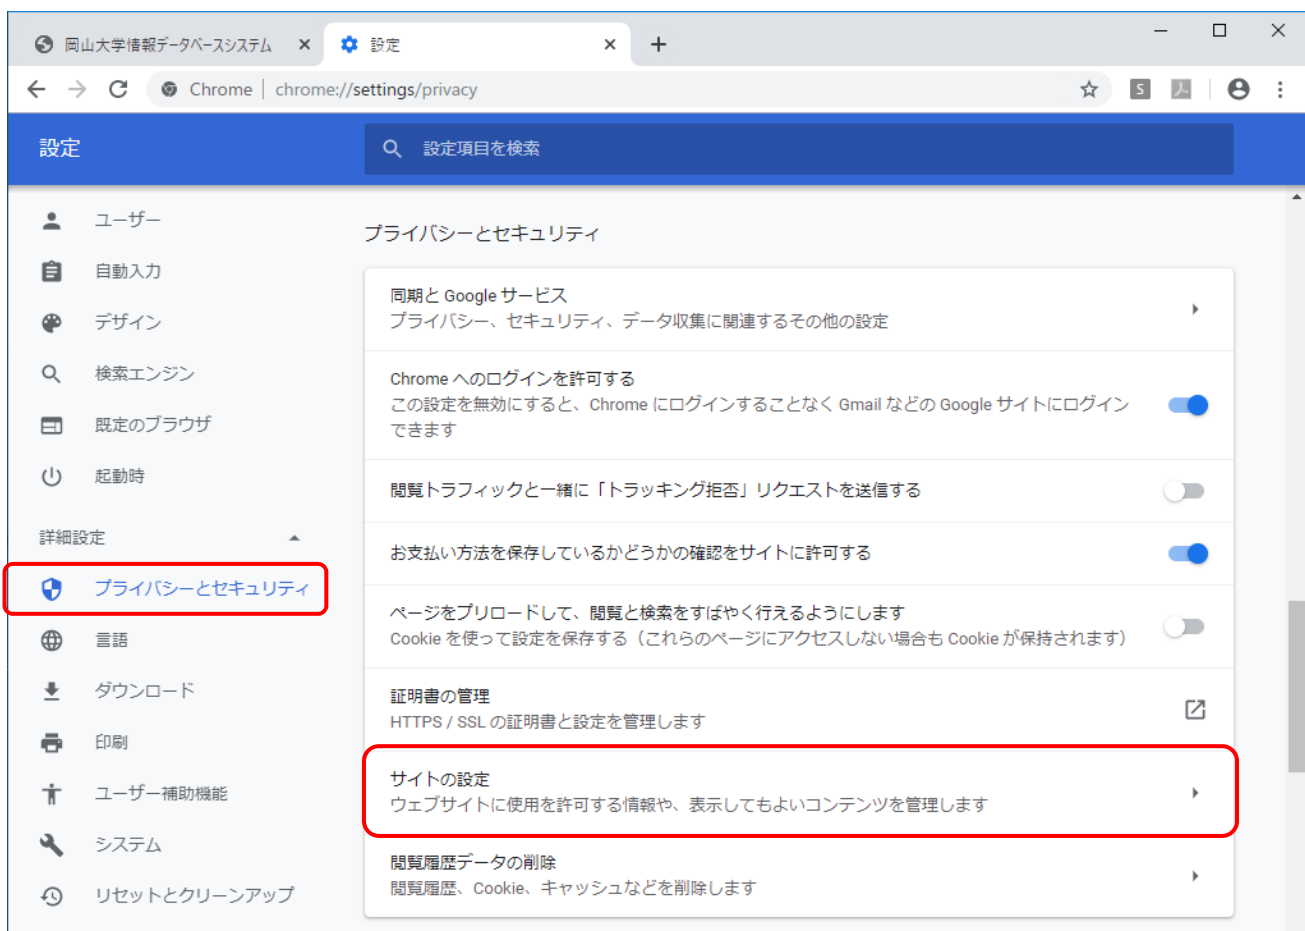 岡山大学情報データベースシステム
設定
Chrome | chrome://settings/privacy
設定
設定項目を検索
ユーザー
自動入力
デザイン
検索エンジン
既定のブラウザ
起動時
詳細設定
プライバシーとセキュリティ
言語
ダウンロード
印刷
ユーザー補助機能
システム
リセットとクリーンアップ
プライバシーとセキュリティ
同期と Google サービス
プライバシー、セキュリティ、データ収集に関連するその他の設定
Chrome へのログインを許可する
この設定を無効にすると、Chrome にログインすることなく Gmail などの Google サイトにログイン
できます
閲覧トラフィックと一緒に「トラッキング拒否」リクエストを送信する
お支払い方法を保存しているかどうかの確認をサイトに許可する
ページをプリロードして、閲覧と検索をすばやく行えるようにします
Cookie を使って設定を保存する（これらのページにアクセスしない場合も Cookie が保持されます）
証明書の管理
HTTPS / SSL の証明書と設定を管理します
サイトの設定
ウェブサイトに使用を許可する情報や、表示してもよいコンテンツを管理します
閲覧履歴データの削除
閲覧履歴、Cookie、キャッシュなどを削除します